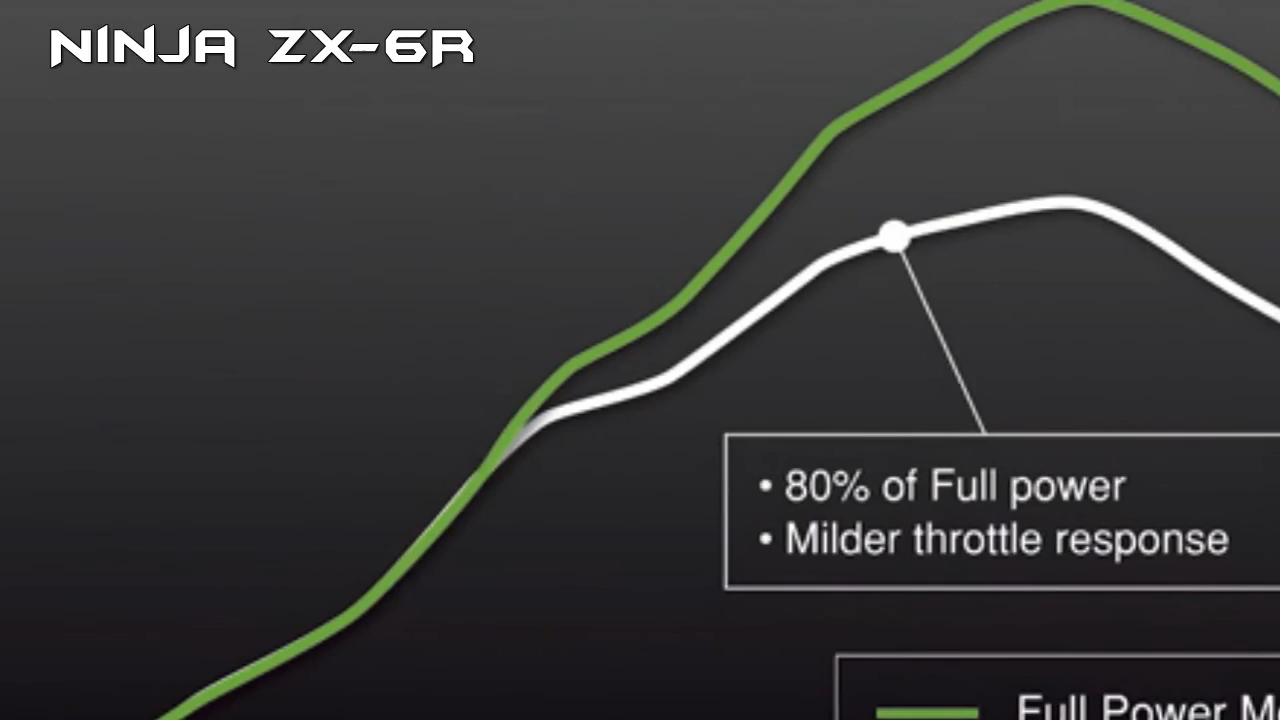 NINJA ZX-6R
• 80% of Full power
• Milder throttle response
Full Power